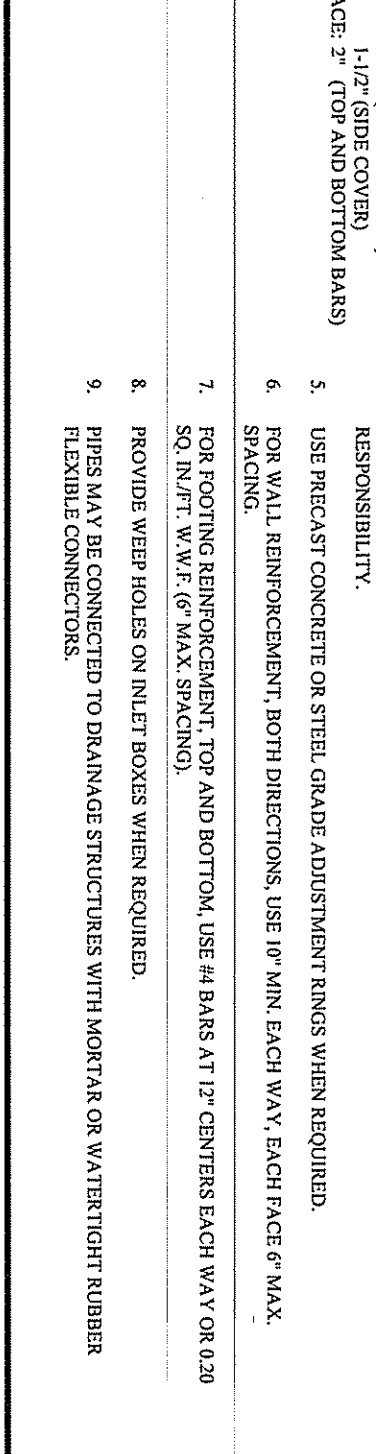 1-1/2" (SIDE COVER)
ACE: 2" (TOP AND BOTTOM BARS)
RESPONSIBILITY.
5. USE PRECAST CONCRETE OR STEEL GRADE ADJUSTMENT RINGS WHEN REQUIRED.
6. FOR WALL REINFORCEMENT, BOTH DIRECTIONS, USE 10" MIN. EACH WAY, EACH FACE 6" MAX.
SPACING.
7. FOR FOOTING REINFORCEMENT, TOP AND BOTTOM, USE #4 BARS AT 12" CENTERS EACH WAY OR 0.20
SQ. IN./FT. W.W.F. (6" MAX. SPACING).
8. PROVIDE WEEP HOLES ON INLET BOXES WHEN REQUIRED.
9. PIPES MAY BE CONNECTED TO DRAINAGE STRUCTURES WITH MORTAR OR WATERTIGHT RUBBER
FLEXIBLE CONNECTORS.